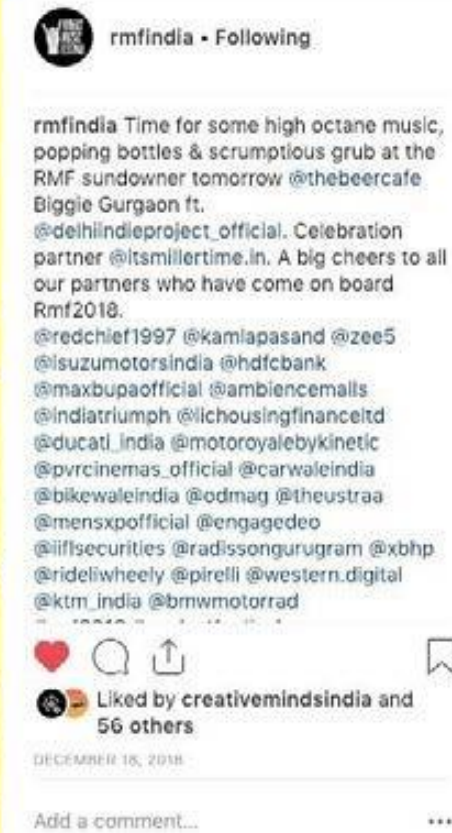 rmfindia • Following
rmfindia Time for some high octane music,
popping bottles & scrumptious grub at the
RMF sundowner tomorrow @thebeercafe
Biggie Gurgaon ft.
@delhiindieproject_official. Celebration
partner @itsmillertime.in. A big cheers to all
our partners who have come on board
Rmf2018.
@redchief1997 @kamlapasand @zee5
@isuzumotorsindia @hdfcbank
@maxbupaofficial @ambiencemalls
@indiatriumph @lichousingfinanceltd
@ducati_india @motoroyalebykinetic
@pvrcinemas_official @carwaleindia
@bikewaleindia @odmag @theustraa
@mensxpofficial @engagedeo
@iiflsecurities @radissongurugram @xbhp
@rideliwheely @pirelli @western.digital
@ktm_india @bmwmotorrad
Liked by creativemindsindia and
56 others
DECEMBER 18, 2018
Add a comment...